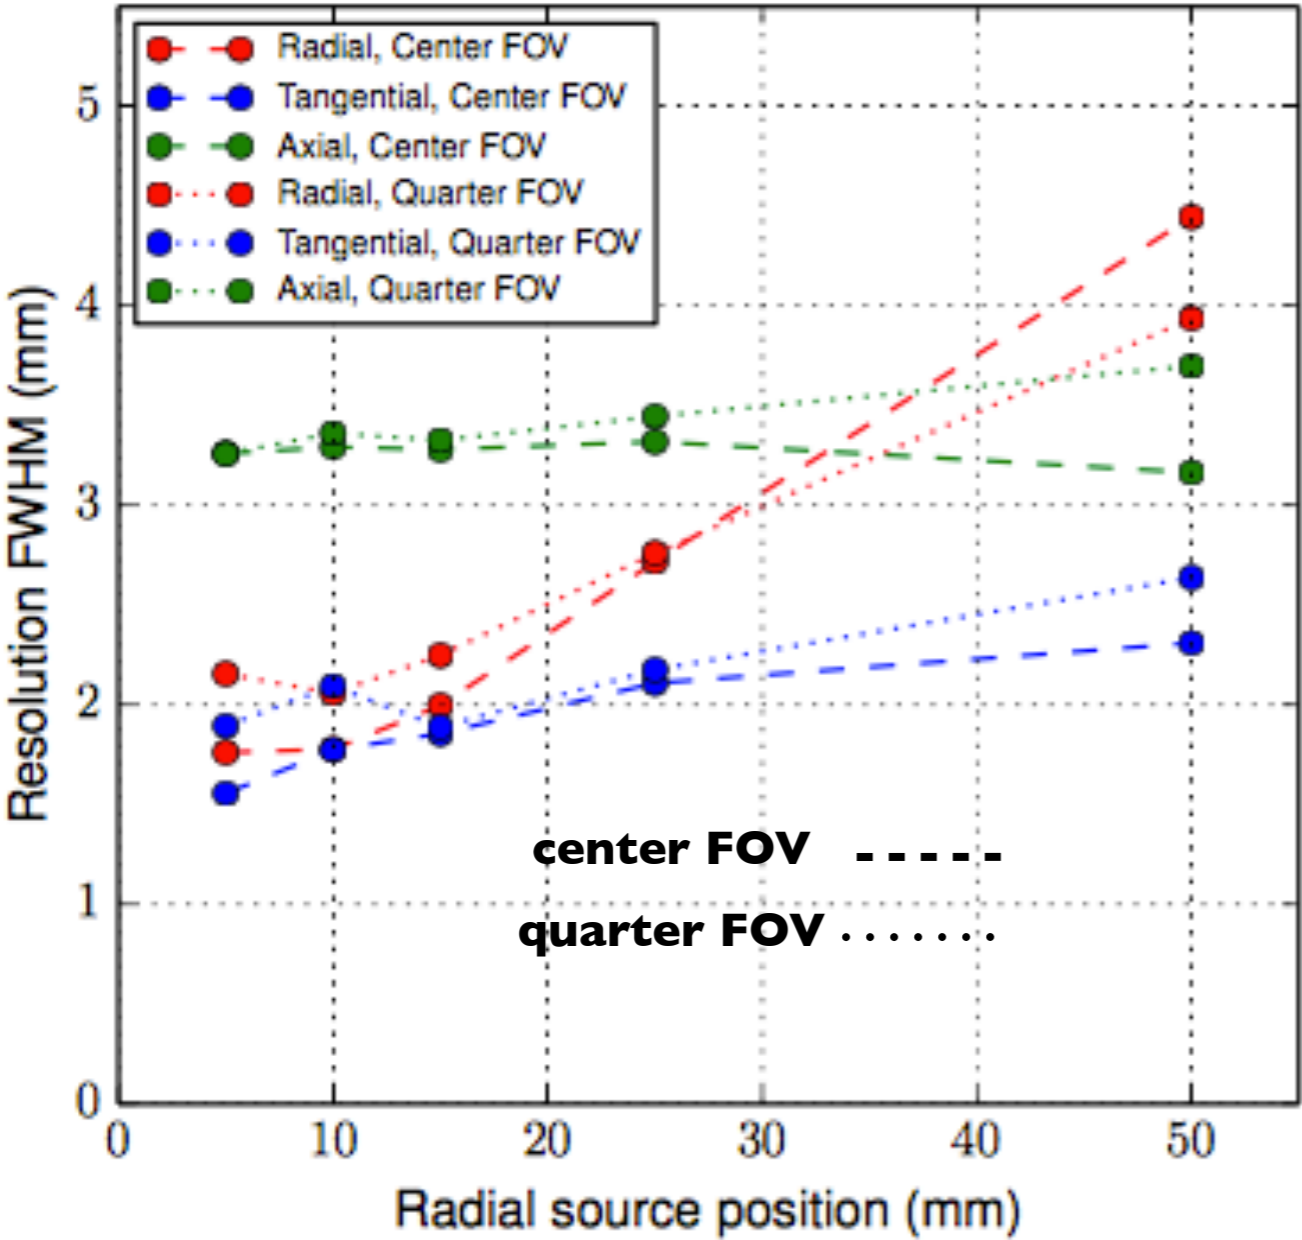 Radial, Center FOV
Tangential, Center FOV
Axial, Center FOV
Radial, Quarter FOV
Tangential, Quarter FOV
Axial, Quarter FOV
5
4
3
2
1
0
Resolution FWHM (mm)
center FOV
quarter FOV
0 10 20 30 40 50
Radial source position (mm)